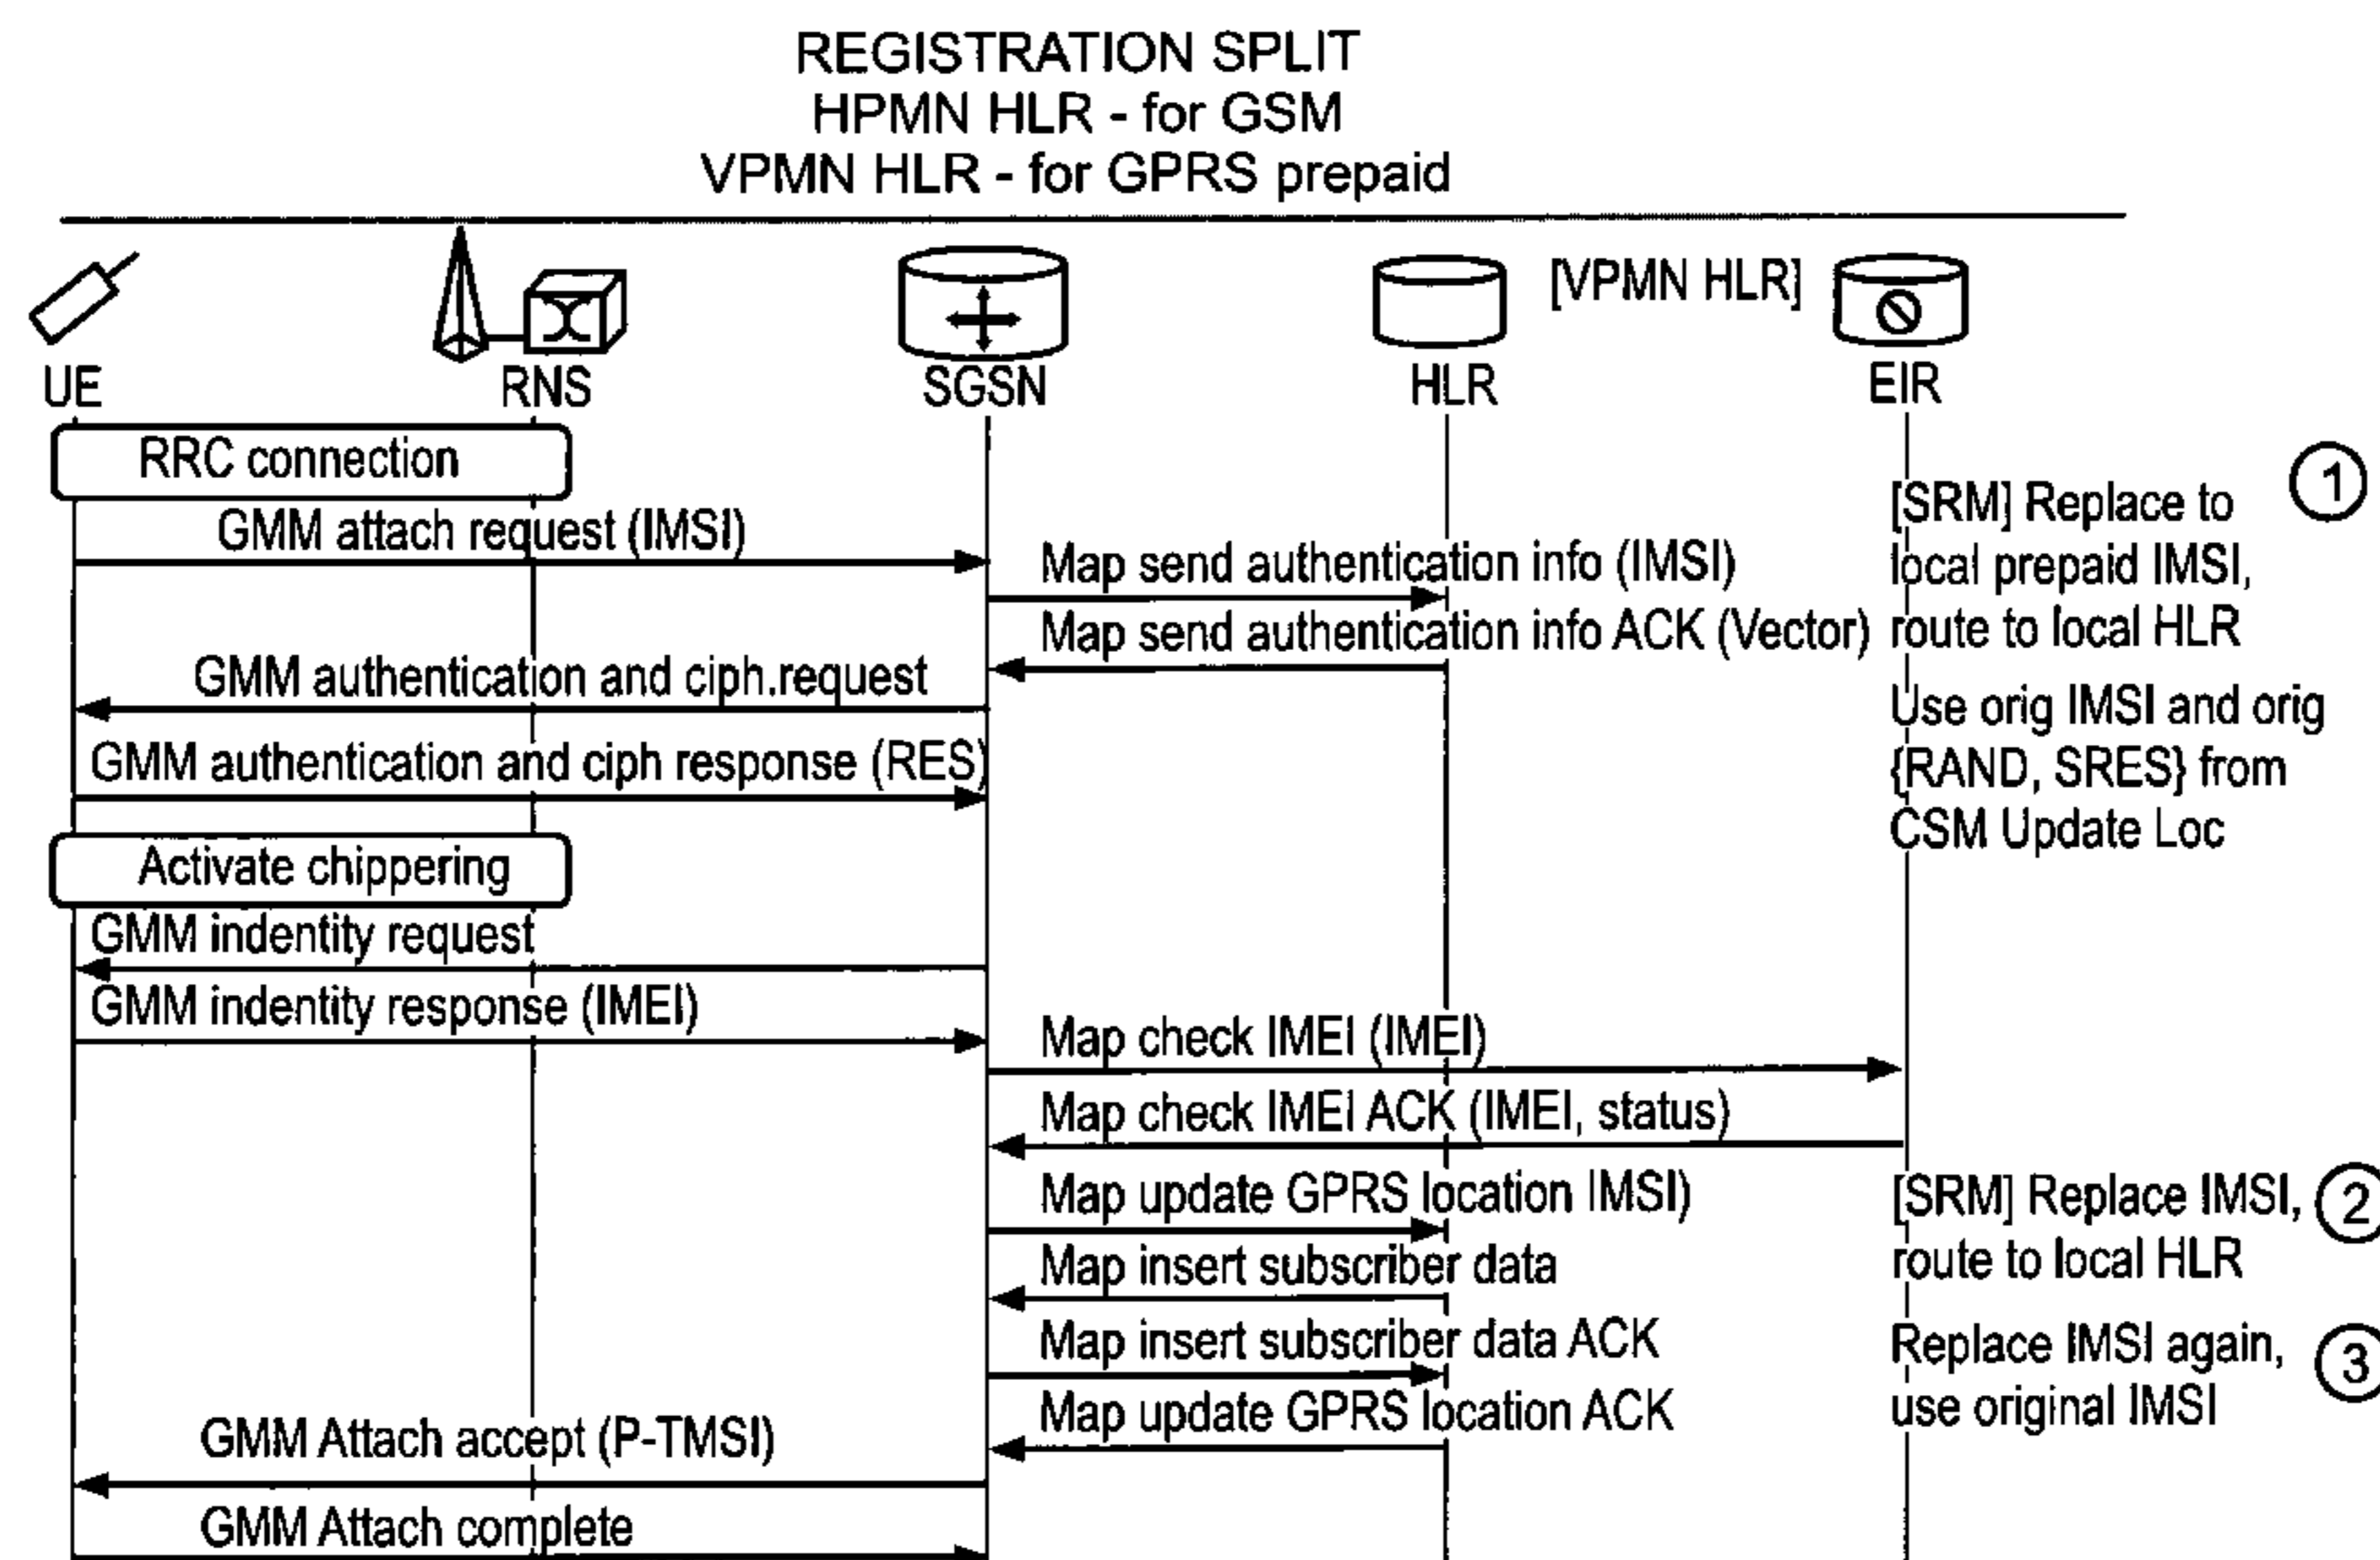 REGISTRATION SPLIT
HPMN HLR - for GSM
VPMN HLR - for GPRS prepaid
[VPMN HLR]
UE
RNS
SGSN
HLR
EIR
RRC connection
[SRM] Replace to
local prepaid IMSI,
route to local HLR
1
GMM attach request (IMSI)
Map send authentication info (IMSI)
Map send authentication info ACK (Vector)
GMM authentication and ciph.request
Use orig IMSI and orig
{RAND, SRES} from
CSM Update Loc
GMM authentication and ciph response (RES)
Activate chippering
GMM indentity request
GMM indentity response (IMEI)
Map check IMEI (IMEI)
Map check IMEI ACK (IMEI, status)
Map update GPRS location IMSI)
[SRM] Replace IMSI,
route to local HLR
2
Map insert subscriber data
Map insert subscriber data ACK
Replace IMSI again,
use original IMSI
3
Map update GPRS location ACK
GMM Attach accept (P-TMSI)
GMM Attach complete